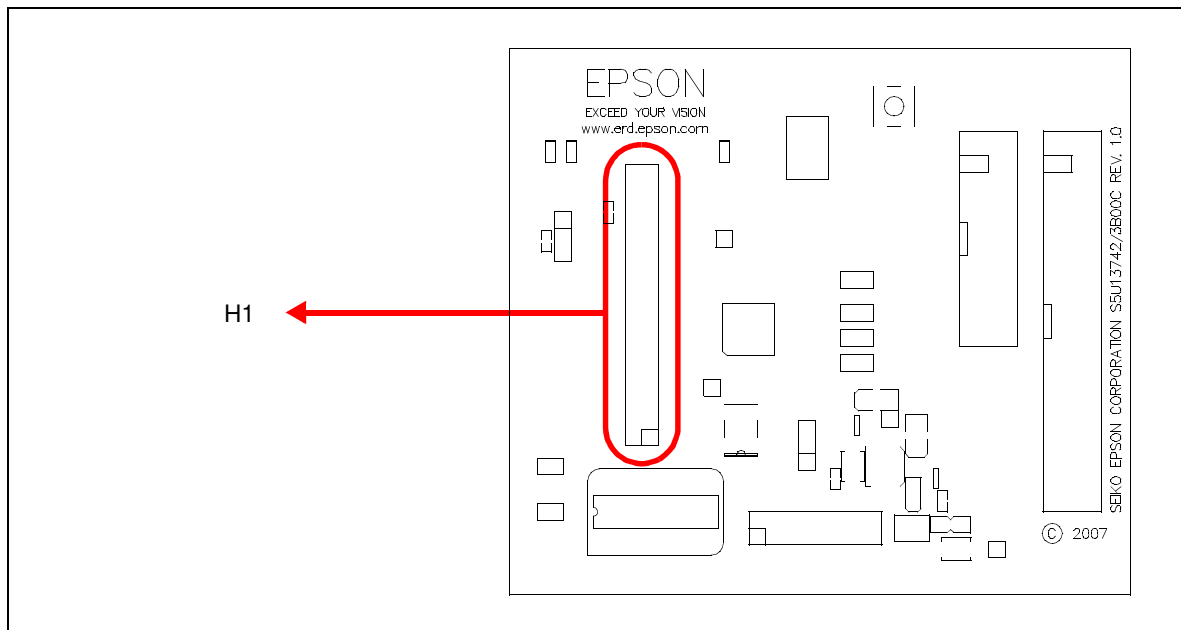 EPSON
EXCEED YOUR VISION
www.erd.epson.com
H1
SEIKO EPSON CORPORATION S5U13742/3B00C REV. 1.0
© 2007